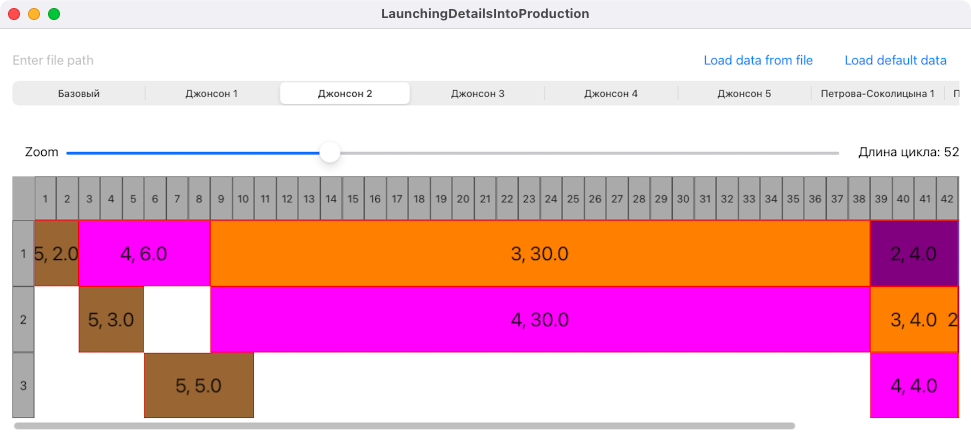 LaunchingDetailsIntoProduction
Enter file path Load data from file Load default data
Базовый Джонсон 1 Джонсон 2 Джонсон 3 Джонсон 4 Джонсон 5 Петрова-Соколицына 1 П
Zoom Длина цикла: 52
1 2 3 4 5 6 7 8 9 10 11 12 13 14 15 16 17 18 19 20 21 22 23 24 25 26 27 28 29 30 31 32 33 34 35 36 37 38 39 40 41 42
1 5, 2.0 4, 6.0 3, 30.0 2, 4.0
2 5, 3.0 4, 30.0 3, 4.0 2
3 5, 5.0 4, 4.0